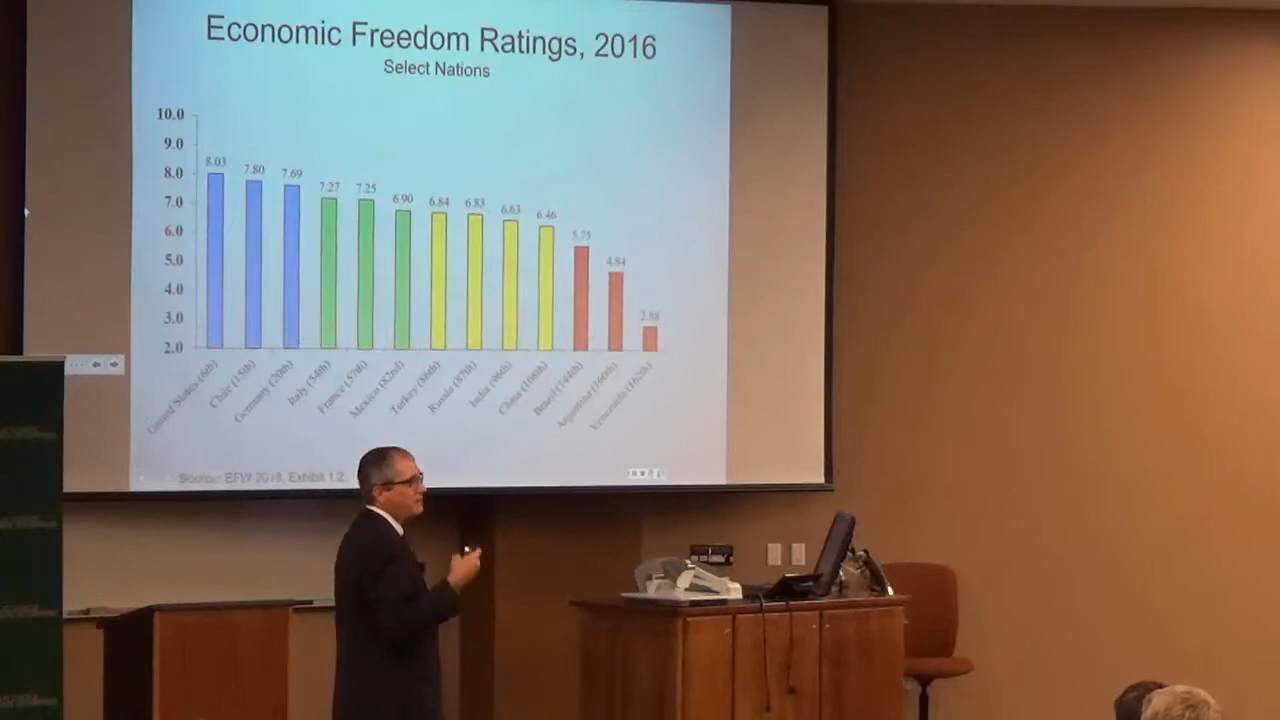 Economic Freedom Ratings, 2016
Select Nations
10.0
9.0
8.0
7.0
6.0
5.0
4.0
3.0
2.0
8.03
7.80
7.69
7.27
7.25
6.90
6.84
6.83
6.63
6.46
5.75
4.84
2.88
United States (6th)
Chile (15th)
Germany (20th)
Italy (54th)
France (57th)
Mexico (82nd)
Turkey (86th)
Russia (87th)
India (96th)
China (108th)
Brazil (144th)
Argentina (160th)
Venezuela (162th)
Source: EFW 2018, Exhibit 1.2.